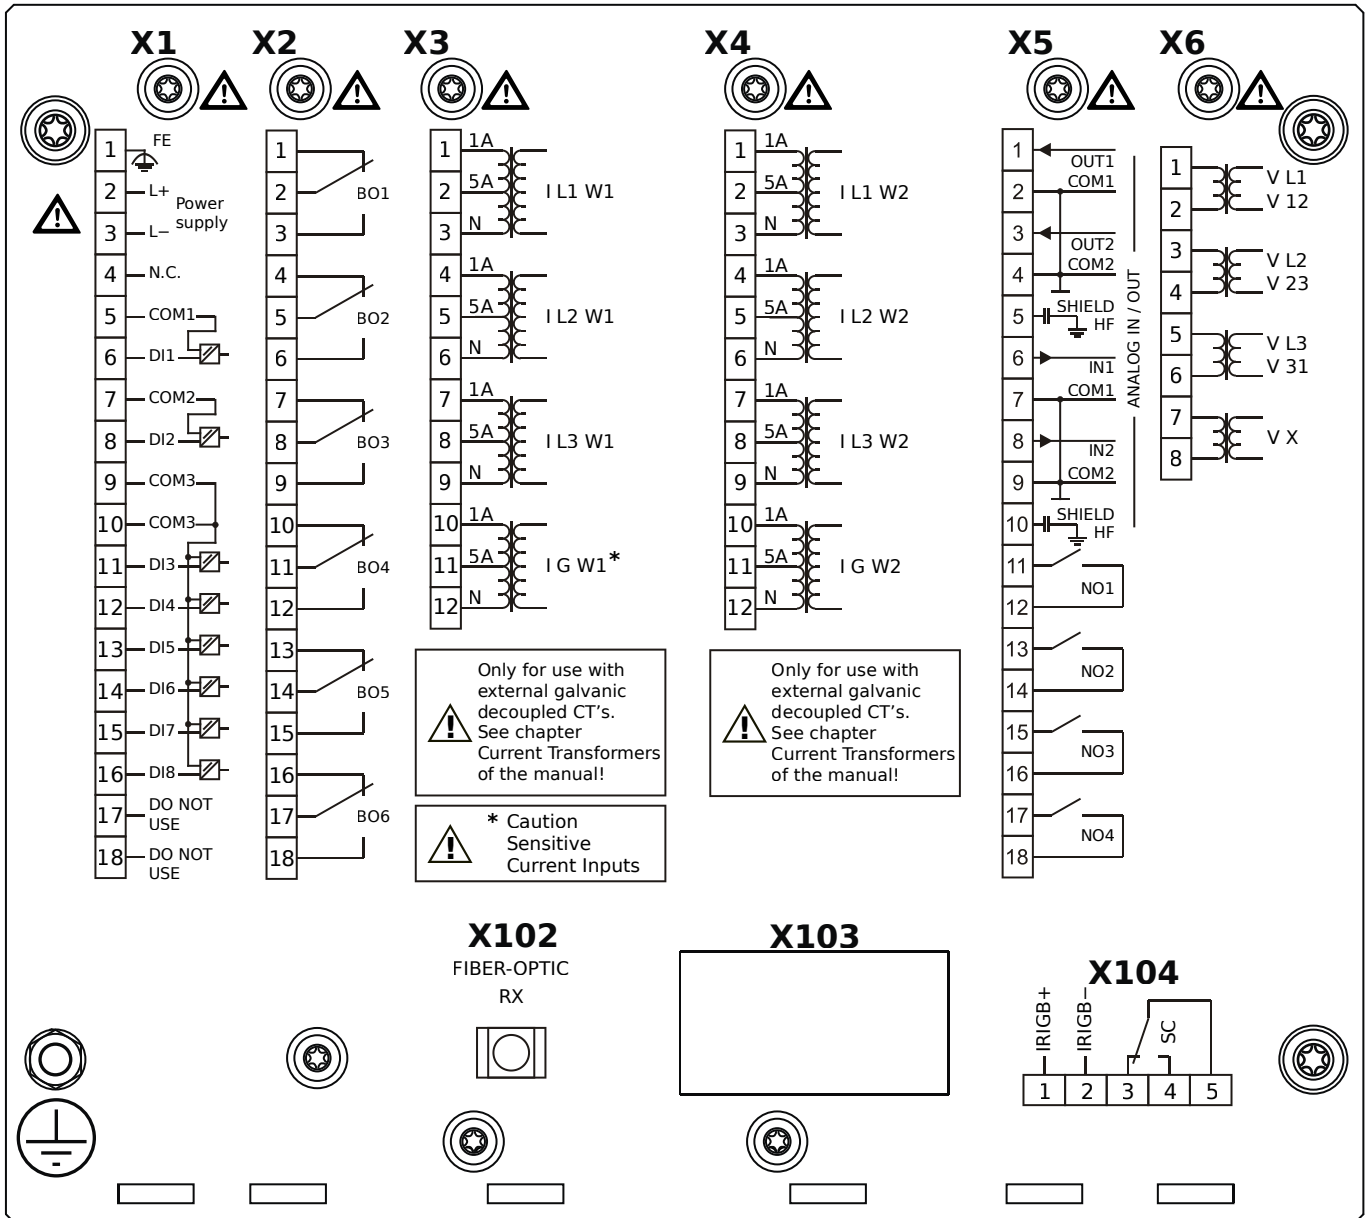 X1
X2
X3
X4
X5
X6
1
FE
2
L+
Power
supply
3
L−
4
N.C.
5
COM1
6
DI1
7
COM2
8
DI2
9
COM3
10
COM3
11
DI3
12
DI4
13
DI5
14
DI6
15
DI7
16
DI8
17
DO NOT
USE
18
DO NOT
USE
1
2
BO1
3
4
5
BO2
6
7
8
BO3
9
10
11
BO4
12
13
14
BO5
15
16
17
BO6
18
1
1A
2
5A
I L1 W1
3
N
4
1A
5
5A
I L2 W1
6
N
7
1A
8
5A
I L3 W1
9
N
10
1A
11
5A
I G W1*
12
N
Only for use with
external galvanic
decoupled CT's.
See chapter
Current Transformers
of the manual!
* Caution
Sensitive
Current Inputs
1
1A
2
5A
I L1 W2
3
N
4
1A
5
5A
I L2 W2
6
N
7
1A
8
5A
I L3 W2
9
N
10
1A
11
5A
I G W2
12
N
Only for use with
external galvanic
decoupled CT's.
See chapter
Current Transformers
of the manual!
1
OUT1
2
COM1
3
OUT2
4
COM2
5
SHIELD
HF
6
IN1
7
COM1
8
IN2
9
COM2
10
SHIELD
HF
ANALOG IN / OUT
11
NO1
12
13
NO2
14
15
NO3
16
17
NO4
18
1
V L1
2
V 12
3
V L2
4
V 23
5
V L3
6
V 31
7
V X
8
X102
FIBER-OPTIC
RX
X103
X104
IRIGB+
IRIGB−
SC
1
2
3
4
5